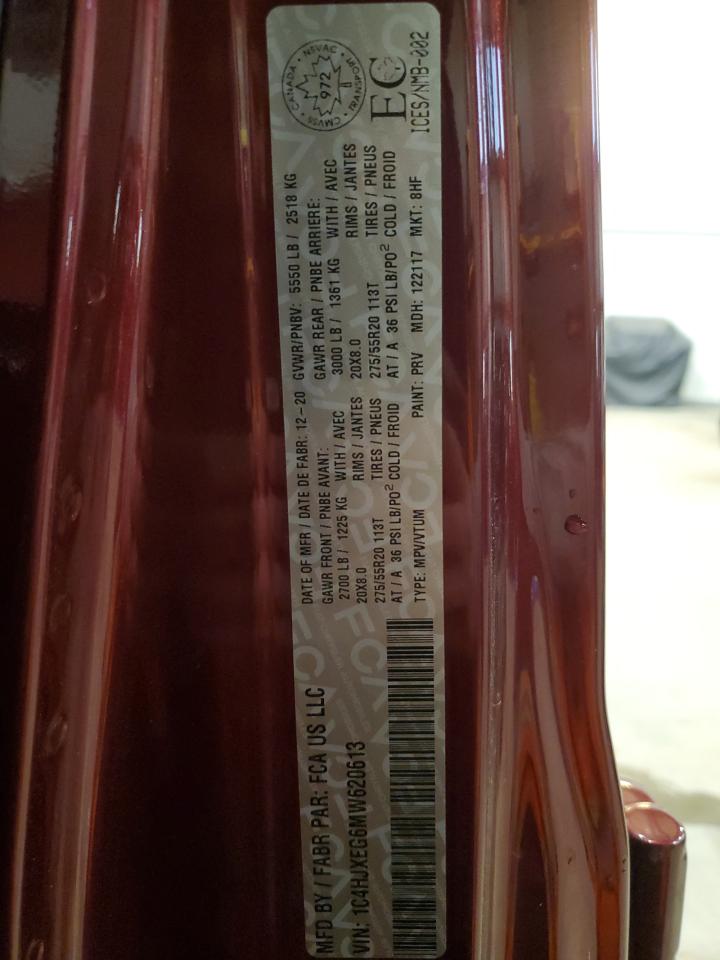 MFD BY / FABR PAR: FCA US LLC
VIN: 1C4HJXEG6MW620613
DATE OF MFR / DATE DE FABR: 12-20 GVWR/PNBV: 5550 LB / 2518 KG
GAWR FRONT / PNBE AVANT: GAWR REAR / PNBE ARRIERE:
2700 LB / 1225 KG WITH / AVEC 3000 LB / 1361 KG WITH / AVEC
20X8.0 RIMS / JANTES 20X8.0 RIMS / JANTES
275/55R20 113T TIRES / PNEUS 275/55R20 113T TIRES / PNEUS
AT / A 36 PSI LB/PO² COLD / FROID AT / A 36 PSI LB/PO² COLD / FROID
TYPE: MPV/VTUM PAINT: PRV MDH: 122117 MKT: 8HF
CANADA • NSVAC • TRANSPORT • CMVSS •
972
EC
ICES/NMB-002
FCA